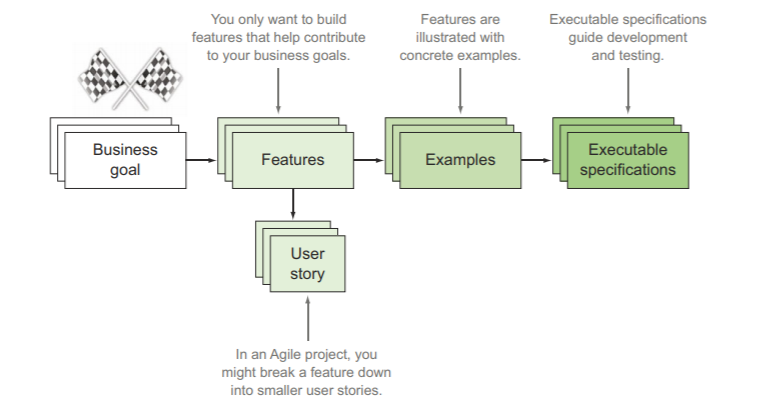 You only want to build
features that help contribute
to your business goals.
Features are
illustrated with
concrete examples.
Executable specifications
guide development
and testing.
Business
goal
Features
Examples
Executable
specifications
User
story
In an Agile project, you
might break a feature down
into smaller user stories.